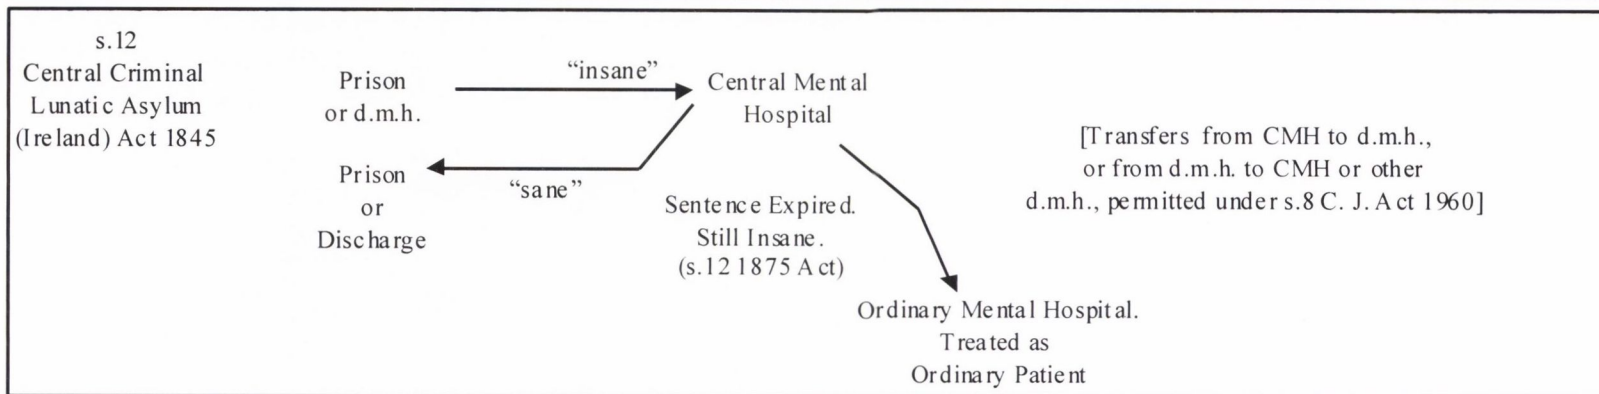 s.12
Central Criminal
Lunatic Asylum
(Ireland) Act 1845
Prison
or d.m.h.
"insane"
Central Mental
Hospital
Prison
or
Discharge
"sane"
Sentence Expired.
Still Insane.
(s.12 1875 Act)
[Transfers from CMH to d.m.h.,
or from d.m.h. to CMH or other
d.m.h., permitted under s.8 C. J. Act 1960]
Ordinary Mental Hospital.
Treated as
Ordinary Patient